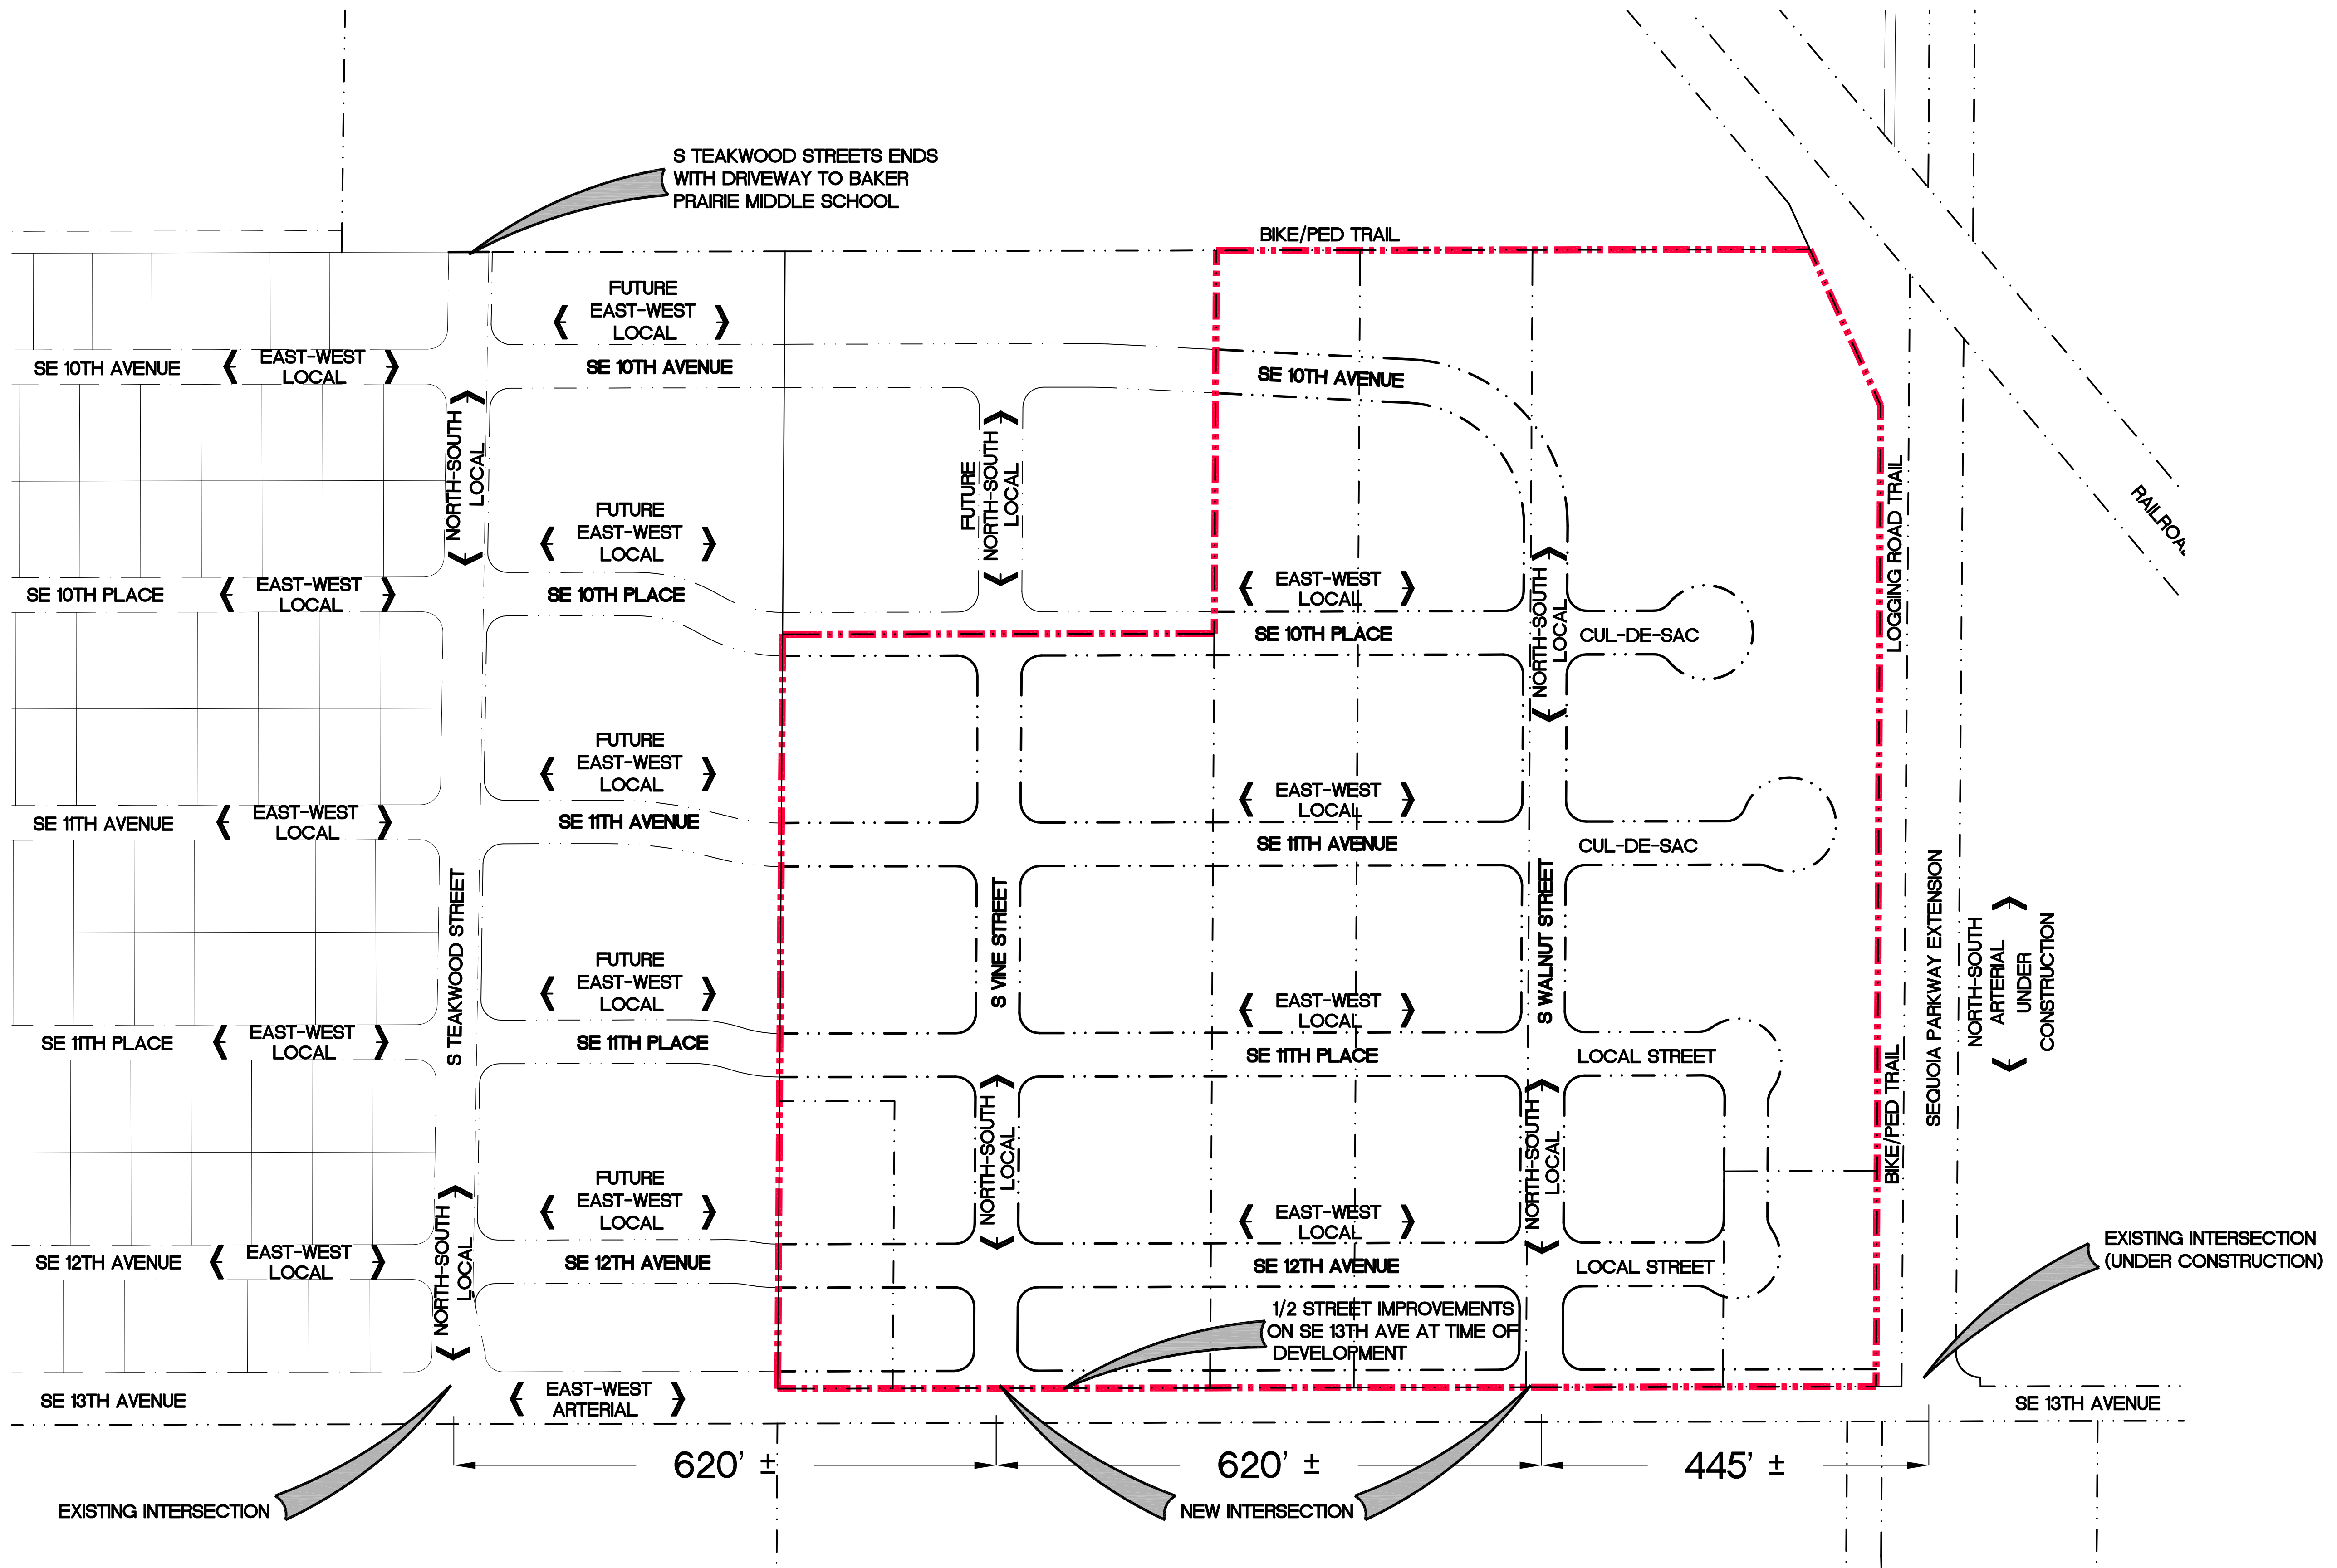 S TEAKWOOD STREETS ENDS
WITH DRIVEWAY TO BAKER
PRAIRIE MIDDLE SCHOOL
BIKE/PED TRAIL
FUTURE
EAST-WEST
LOCAL
SE 10TH AVENUE
EAST-WEST
LOCAL
SE 10TH AVENUE
SE 10TH AVENUE
NORTH-SOUTH
LOCAL
FUTURE
NORTH-SOUTH
LOCAL
LOGGING ROAD TRAIL
FUTURE
EAST-WEST
LOCAL
SE 10TH PLACE
EAST-WEST
LOCAL
SE 10TH PLACE
EAST-WEST
LOCAL
SE 10TH PLACE
NORTH-SOUTH
LOCAL
CUL-DE-SAC
FUTURE
EAST-WEST
LOCAL
SE 11TH AVENUE
EAST-WEST
LOCAL
SE 11TH AVENUE
EAST-WEST
LOCAL
SE 11TH AVENUE
CUL-DE-SAC
S TEAKWOOD STREET
S VINE STREET
S WALNUT STREET
SEQUOIA PARKWAY EXTENSION
NORTH-SOUTH
ARTERIAL
UNDER
CONSTRUCTION
FUTURE
EAST-WEST
LOCAL
SE 11TH PLACE
EAST-WEST
LOCAL
SE 11TH PLACE
EAST-WEST
LOCAL
SE 11TH PLACE
LOCAL STREET
BIKE/PED TRAIL
NORTH-SOUTH
LOCAL
NORTH-SOUTH
LOCAL
NORTH-SOUTH
LOCAL
FUTURE
EAST-WEST
LOCAL
SE 12TH AVENUE
EAST-WEST
LOCAL
SE 12TH AVENUE
EAST-WEST
LOCAL
SE 12TH AVENUE
LOCAL STREET
EXISTING INTERSECTION
(UNDER CONSTRUCTION)
1/2 STREET IMPROVEMENTS
ON SE 13TH AVE AT TIME OF
DEVELOPMENT
SE 13TH AVENUE
EAST-WEST
ARTERIAL
SE 13TH AVENUE
620' ±
620' ±
445' ±
EXISTING INTERSECTION
NEW INTERSECTION